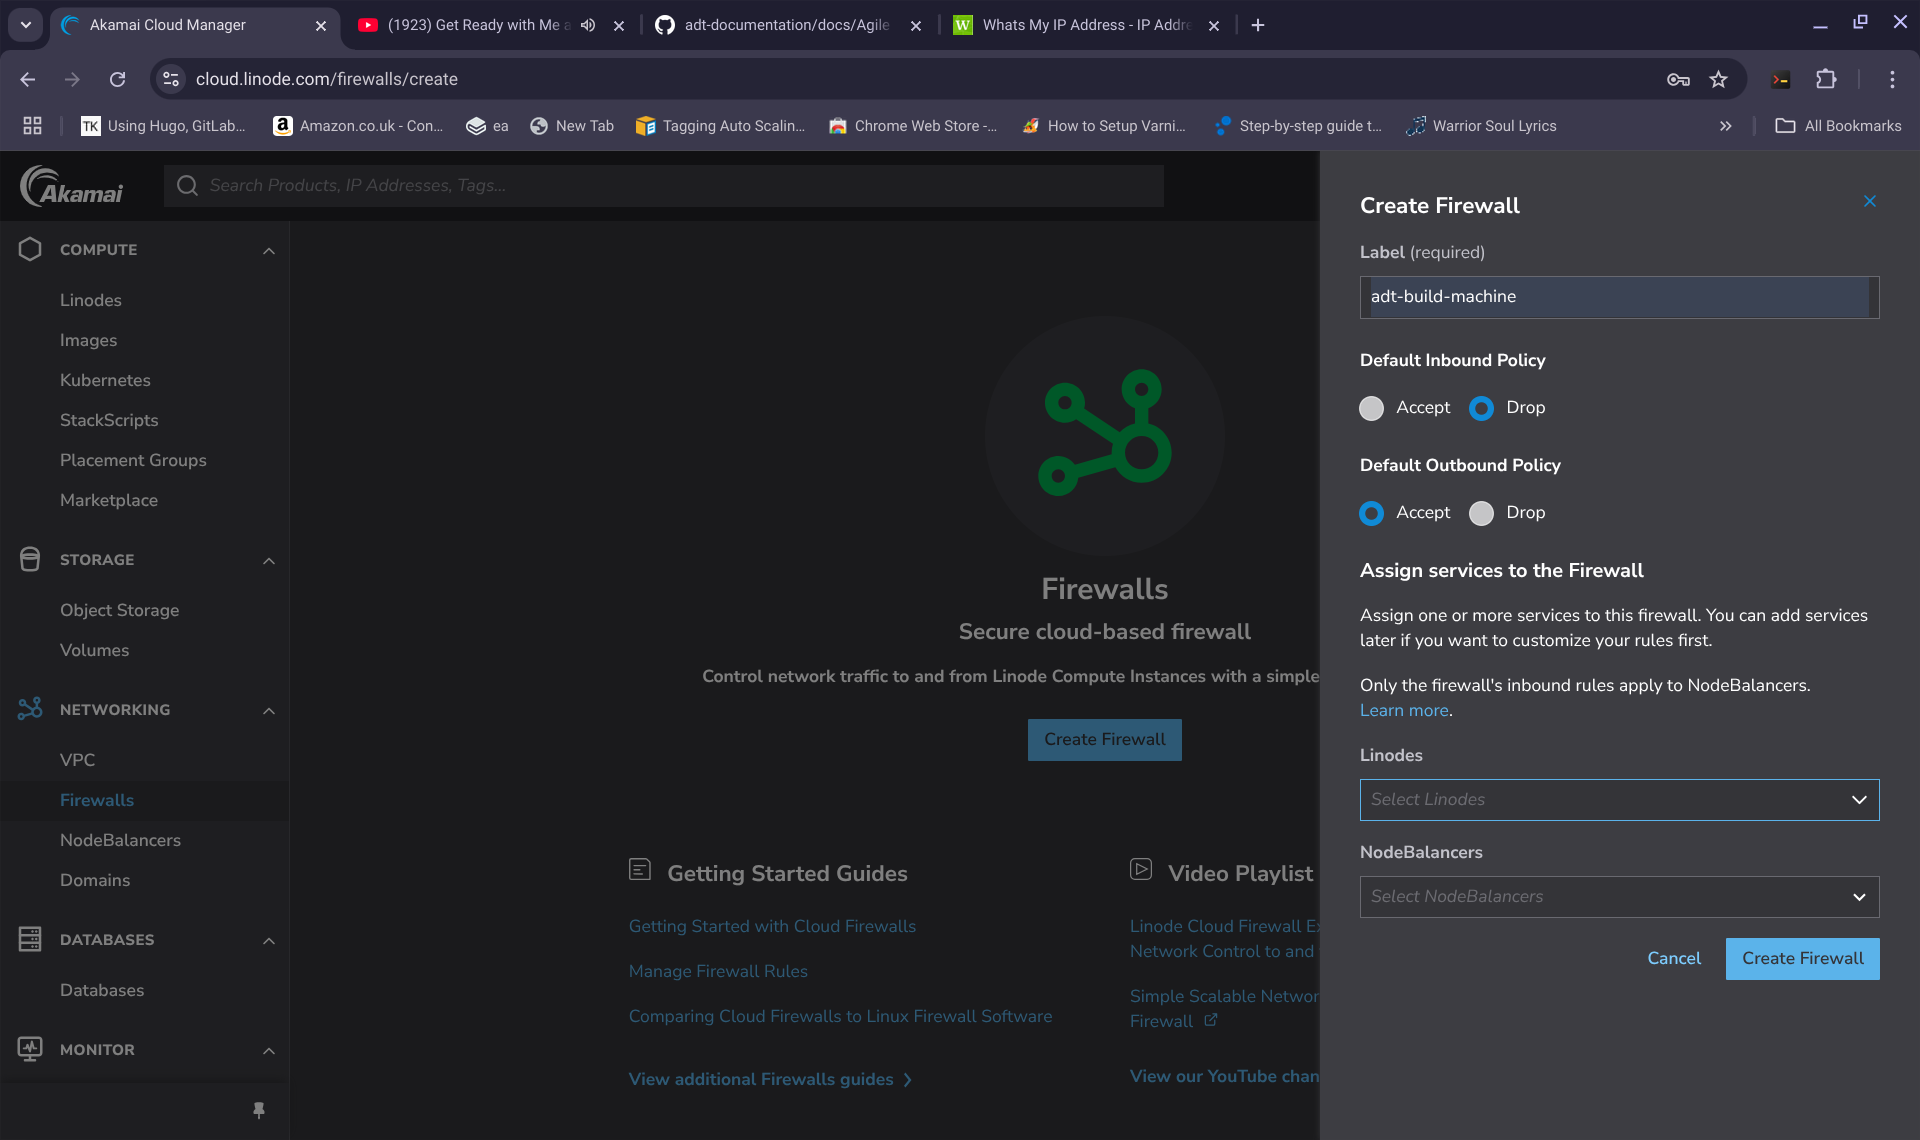 Akamai Cloud Manager
(1923) Get Ready with Me a
adt-documentation/docs/Agile
W
Whats My IP Address - IP Addre
cloud.linode.com/firewalls/create
TK
Using Hugo, GitLab...
a
Amazon.co.uk - Con...
ea
New Tab
Tagging Auto Scalin...
Chrome Web Store -...
How to Setup Varni...
Step-by-step guide t...
Warrior Soul Lyrics
All Bookmarks
Akamai
Search Products, IP Addresses, Tags...
COMPUTE
Linodes
Images
Kubernetes
StackScripts
Placement Groups
Marketplace
STORAGE
Object Storage
Volumes
NETWORKING
VPC
Firewalls
NodeBalancers
Domains
DATABASES
Databases
MONITOR
Firewalls
Secure cloud-based firewall
Control network traffic to and from Linode Compute Instances with a simple
Create Firewall
Getting Started Guides
Getting Started with Cloud Firewalls
Manage Firewall Rules
Comparing Cloud Firewalls to Linux Firewall Software
View additional Firewalls guides
Video Playlist
Linode Cloud Firewall Ex
Network Control to and
Simple Scalable Networ
Firewall
View our YouTube chan
Create Firewall
Label (required)
adt-build-machine
Default Inbound Policy
Accept
Drop
Default Outbound Policy
Accept
Drop
Assign services to the Firewall
Assign one or more services to this firewall. You can add services
later if you want to customize your rules first.
Only the firewall's inbound rules apply to NodeBalancers.
Learn more.
Linodes
Select Linodes
NodeBalancers
Select NodeBalancers
Cancel
Create Firewall